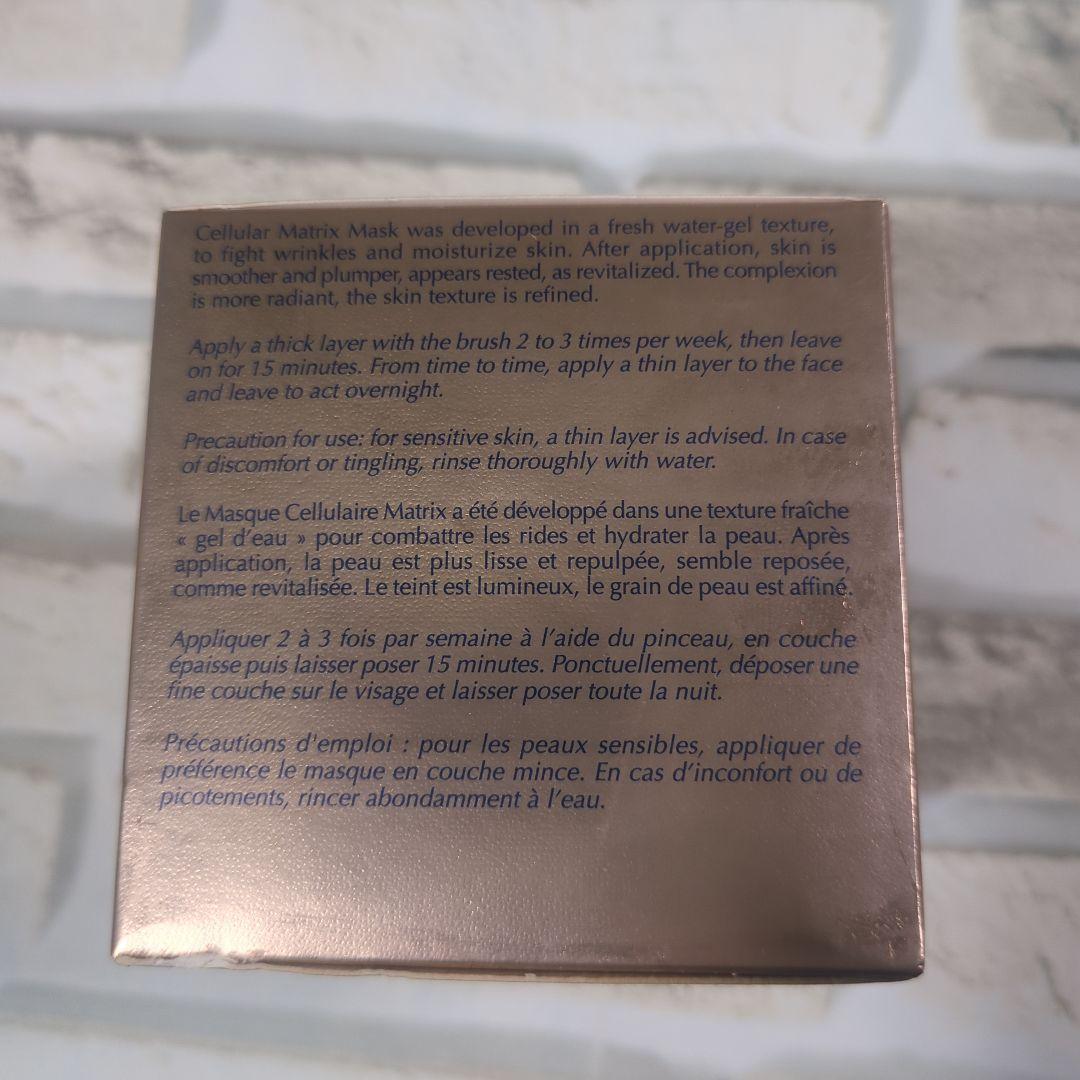 Cellular Matrix Mask was developed in a fresh water-gel texture,
to fight wrinkles and moisturize skin. After application, skin is
smoother and plumper, appears rested, as revitalized. The complexion
is more radiant, the skin texture is refined.
Apply a thick layer with the brush 2 to 3 times per week, then leave
on for 15 minutes. From time to time, apply a thin layer to the face
and leave to act overnight.
Precaution for use: for sensitive skin, a thin layer is advised. In case
of discomfort or tingling, rinse thoroughly with water.
Le Masque Cellulaire Matrix a été développé dans une texture fraîche
« gel d'eau » pour combattre les rides et hydrater la peau. Après
application, la peau est plus lisse et repulpée, semble reposée,
comme revitalisée. Le teint est lumineux, le grain de peau est affiné.
Appliquer 2 à 3 fois par semaine à l'aide du pinceau, en couche
épaisse puis laisser poser 15 minutes. Ponctuellement, déposer une
fine couche sur le visage et laisser poser toute la nuit.
Précautions d'emploi : pour les peaux sensibles, appliquer de
préférence le masque en couche mince. En cas d'inconfort ou de
picotements, rincer abondamment à l'eau.